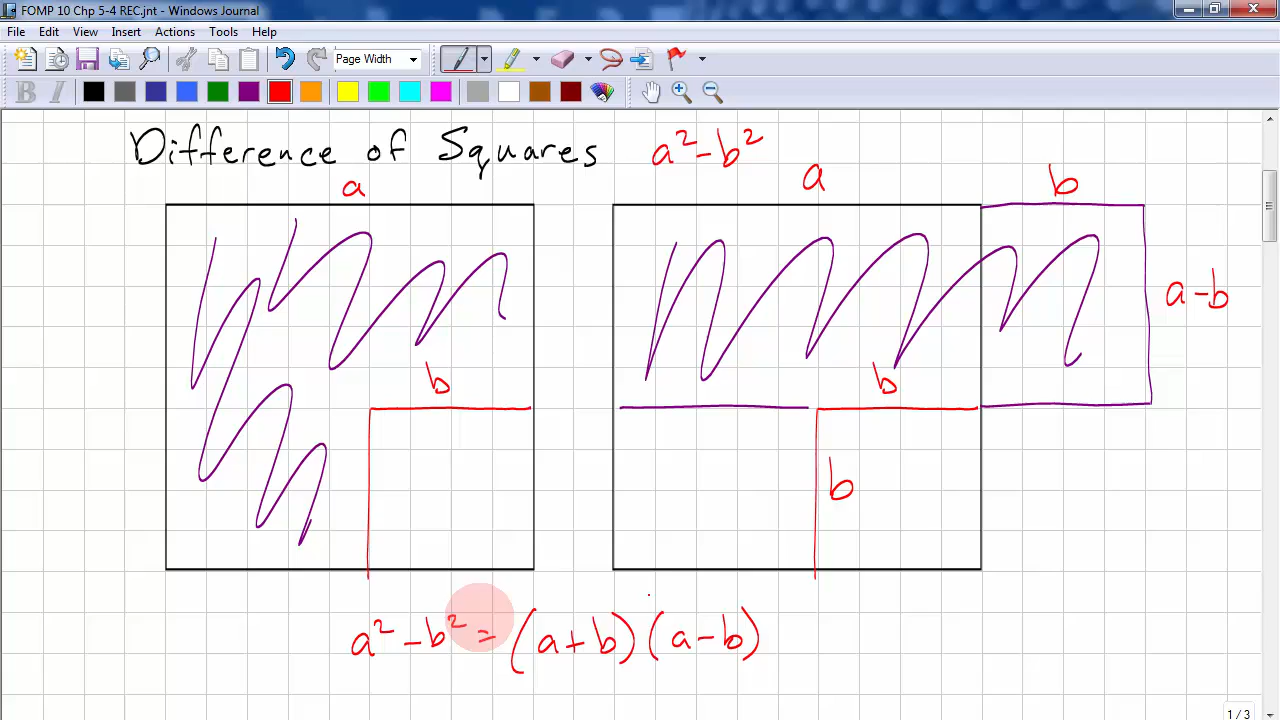 FOMP 10 Chp 5-4 REC.jnt - Windows Journal
File Edit View Insert Actions Tools Help
Page Width
B I
Difference of Squares a² - b²
a a b
a - b
b b
b
a² - b² = (a + b)(a - b)
1 / 3